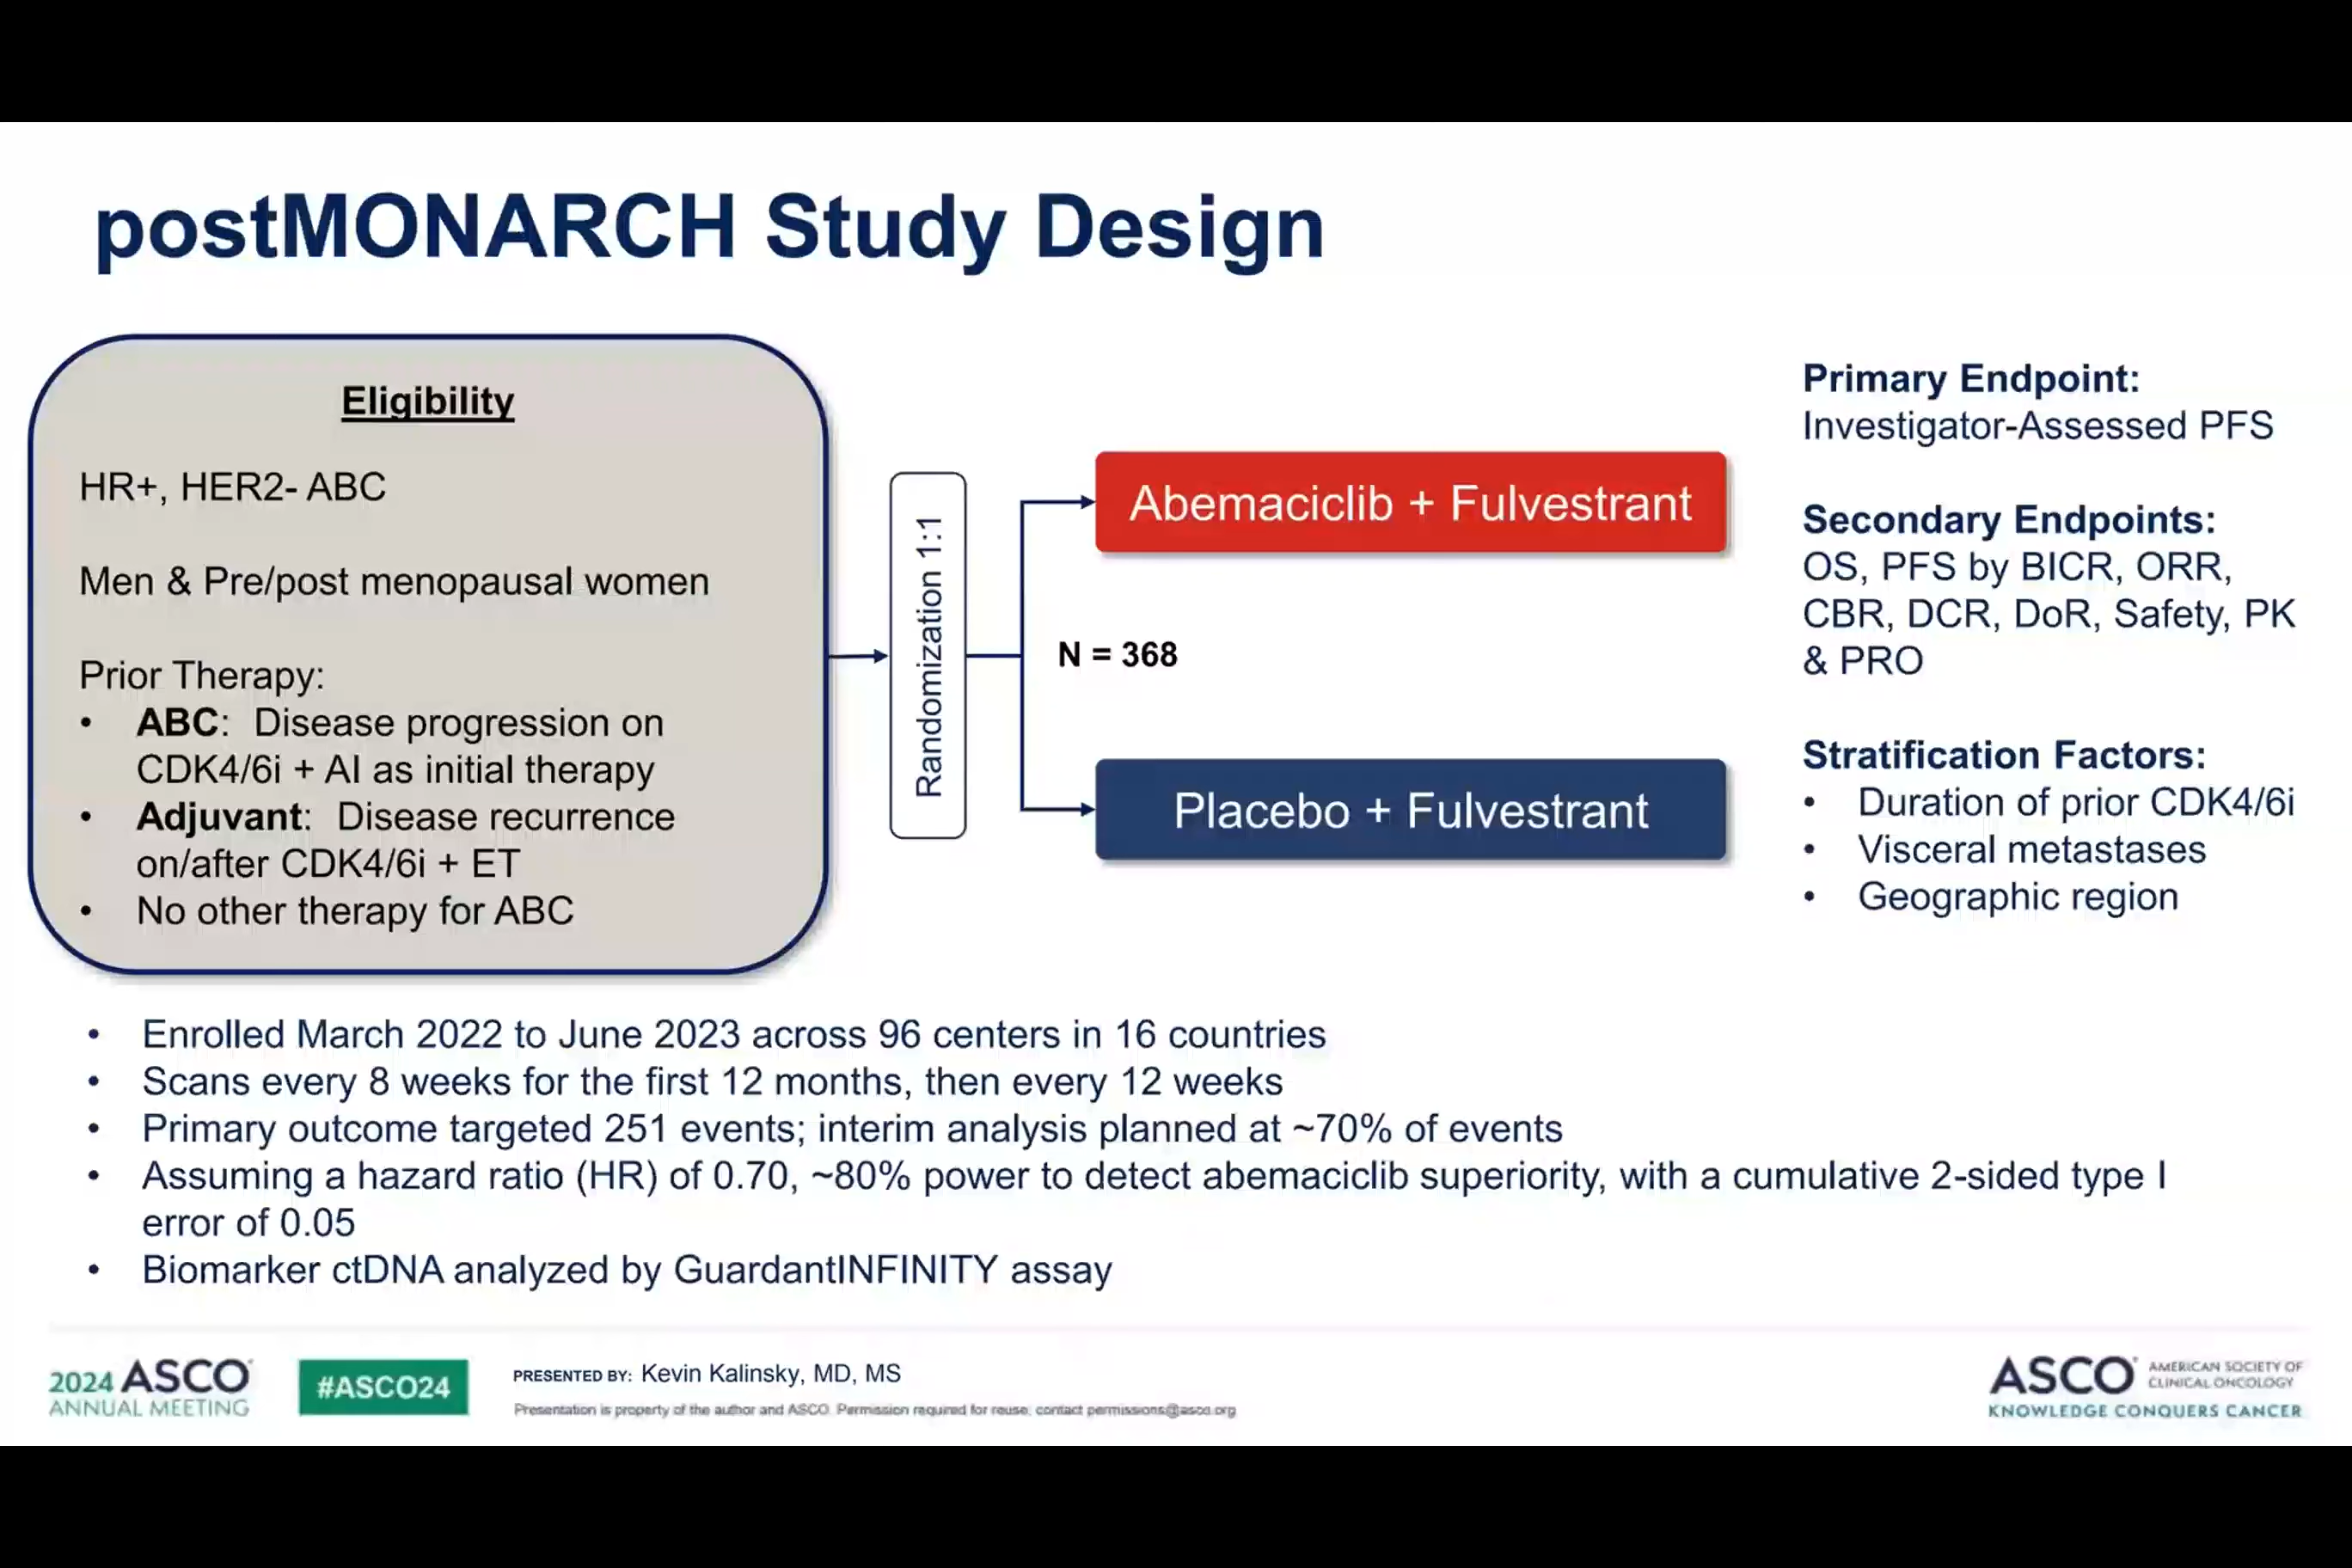 postMONARCH Study Design
Eligibility
HR+, HER2- ABC
Men & Pre/post menopausal women
Prior Therapy:
• ABC: Disease progression on
CDK4/6i + AI as initial therapy
• Adjuvant: Disease recurrence
on/after CDK4/6i + ET
• No other therapy for ABC
Randomization 1:1
Abemaciclib + Fulvestrant
N = 368
Placebo + Fulvestrant
Primary Endpoint:
Investigator-Assessed PFS
Secondary Endpoints:
OS, PFS by BICR, ORR,
CBR, DCR, DoR, Safety, PK
& PRO
Stratification Factors:
• Duration of prior CDK4/6i
• Visceral metastases
• Geographic region
• Enrolled March 2022 to June 2023 across 96 centers in 16 countries
• Scans every 8 weeks for the first 12 months, then every 12 weeks
• Primary outcome targeted 251 events; interim analysis planned at ~70% of events
• Assuming a hazard ratio (HR) of 0.70, ~80% power to detect abemaciclib superiority, with a cumulative 2-sided type I
error of 0.05
• Biomarker ctDNA analyzed by GuardantINFINITY assay
2024 ASCO
ANNUAL MEETING
#ASCO24
PRESENTED BY: Kevin Kalinsky, MD, MS
Presentation is property of the author and ASCO. Permission required for reuse; contact permissions@asco.org
ASCO AMERICAN SOCIETY OF
CLINICAL ONCOLOGY
KNOWLEDGE CONQUERS CANCER